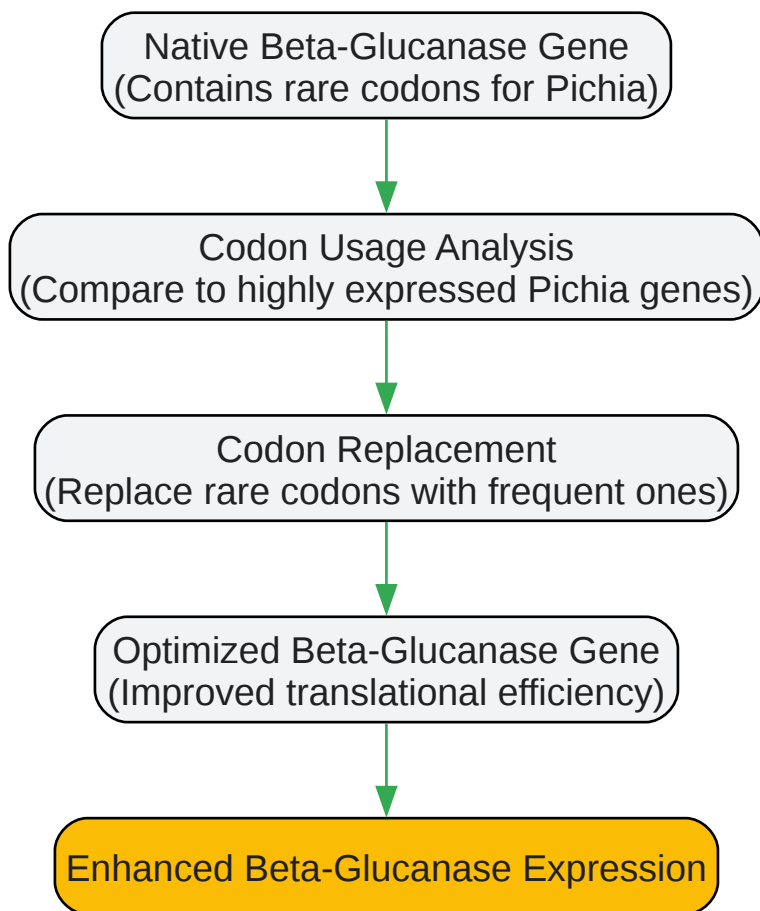 Native Beta-Glucanase Gene
(Contains rare codons for Pichia)
Codon Usage Analysis
(Compare to highly expressed Pichia genes)
Codon Replacement
(Replace rare codons with frequent ones)
Optimized Beta-Glucanase Gene
(Improved translational efficiency)
Enhanced Beta-Glucanase Expression